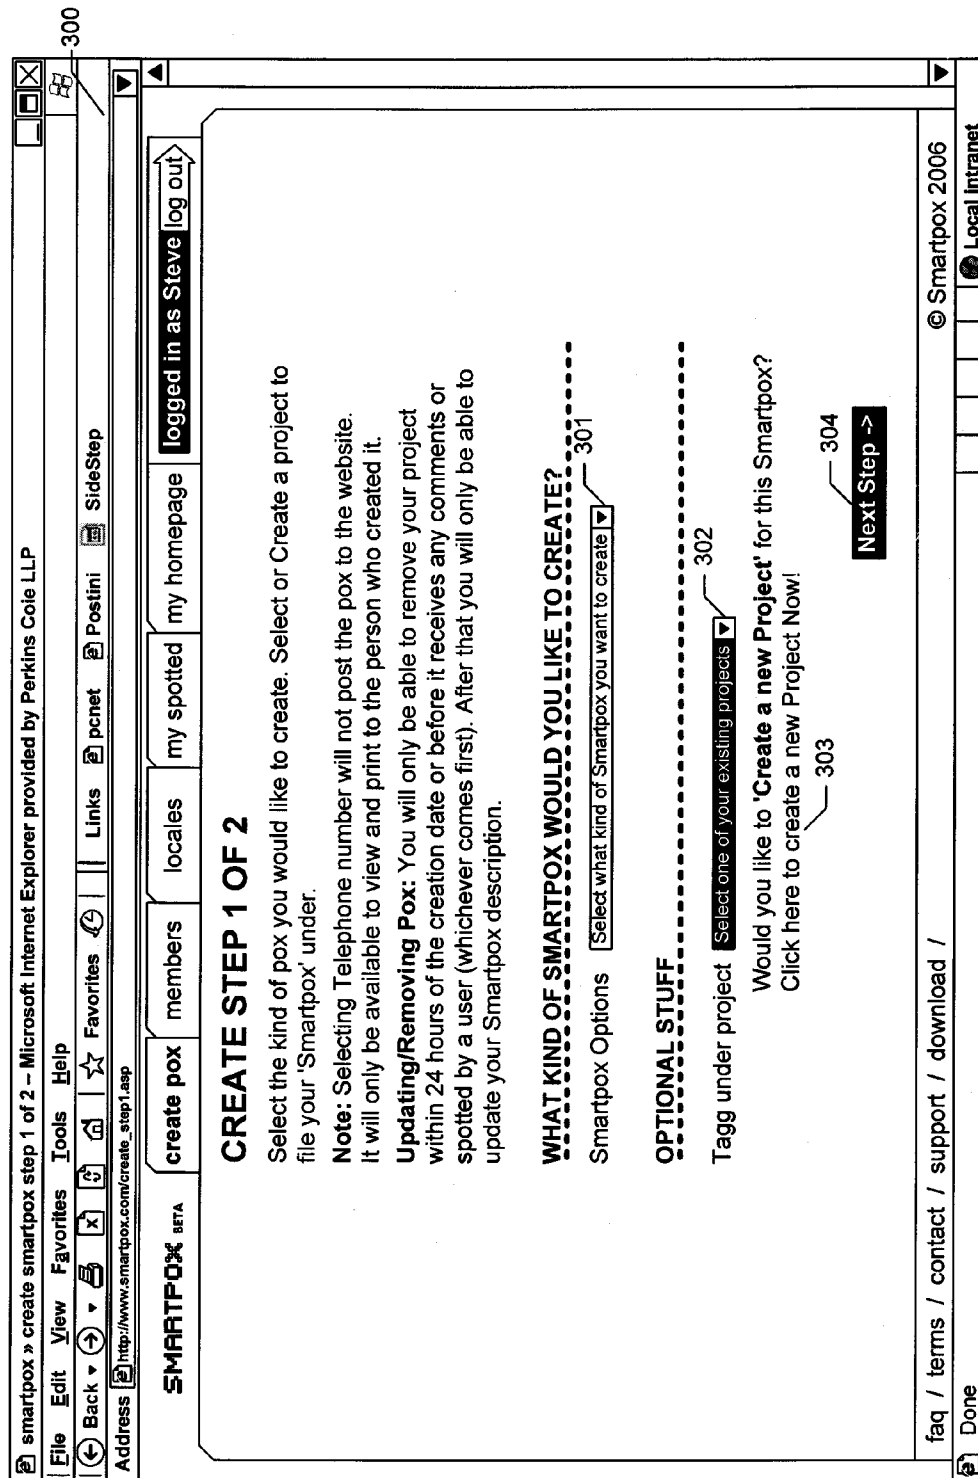 smartpox » create smartpox step 1 of 2 – Microsoft Internet Explorer provided by Perkins Coie LLP
File Edit View Favorites Tools Help
300
Back Favorites Links pcnet Postini SideStep
Address http://www.smartpox.com/create_step1.asp
SMARTPOX BETA create pox members locales my spotted my homepage logged in as Steve log out
CREATE STEP 1 OF 2
Select the kind of pox you would like to create. Select or Create a project to
file your 'Smartpox' under.
Note: Selecting Telephone number will not post the pox to the website.
It will only be available to view and print to the person who created it.
Updating/Removing Pox: You will only be able to remove your project
within 24 hours of the creation date or before it receives any comments or
spotted by a user (whichever comes first). After that you will only be able to
update your Smartpox description.
WHAT KIND OF SMARTPOX WOULD YOU LIKE TO CREATE?
Smartpox Options Select what kind of Smartpox you want to create 301
OPTIONAL STUFF
Tagg under project Select one of your existing projects 302
Would you like to 'Create a new Project' for this Smartpox?
Click here to create a new Project Now!
303
304
Next Step ->
faq / terms / contact / support / download / © Smartpox 2006
Done Local intranet